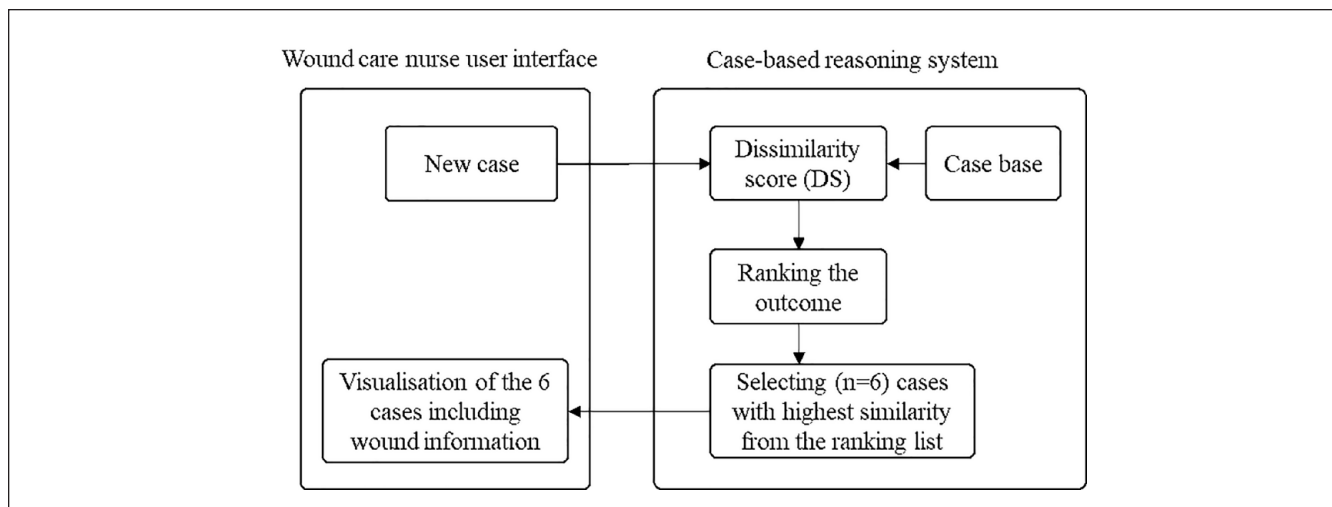 Wound care nurse user interface
Case-based reasoning system
New case
Dissimilarity
score (DS)
Case base
Ranking the
outcome
Visualisation of the 6
cases including
wound information
Selecting (n=6) cases
with highest similarity
from the ranking list